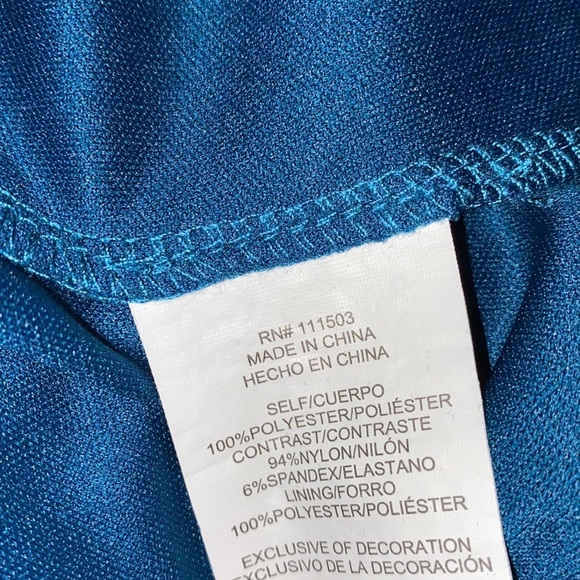 RN# 111503
MADE IN CHINA
HECHO EN CHINA
SELF/CUERPO
100%POLYESTER/POLIÉSTER
CONTRAST/CONTRASTE
94%NYLON/NILÓN
6%SPANDEX/ELASTANO
LINING/FORRO
100%POLYESTER/POLIÉSTER
EXCLUSIVE OF DECORATION
EXCLUSIVO DE LA DECORACIÓN